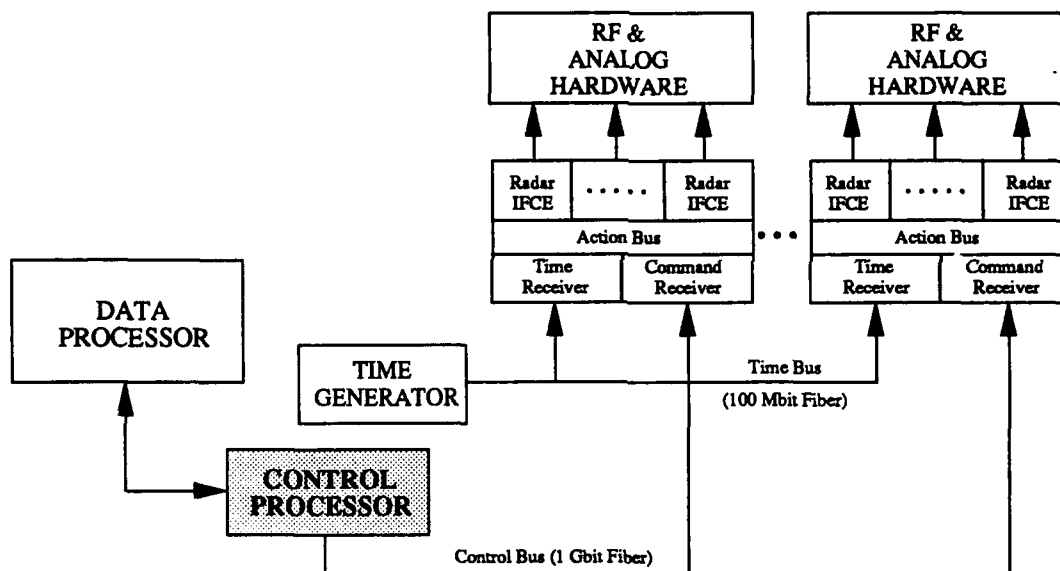 RF &
ANALOG
HARDWARE
RF &
ANALOG
HARDWARE
Radar
IFCE
.....
Radar
IFCE
Radar
IFCE
.....
Radar
IFCE
Action Bus
...
Action Bus
Time
Receiver
Command
Receiver
Time
Receiver
Command
Receiver
DATA
PROCESSOR
TIME
GENERATOR
Time Bus
(100 Mbit Fiber)
CONTROL
PROCESSOR
Control Bus (1 Gbit Fiber)